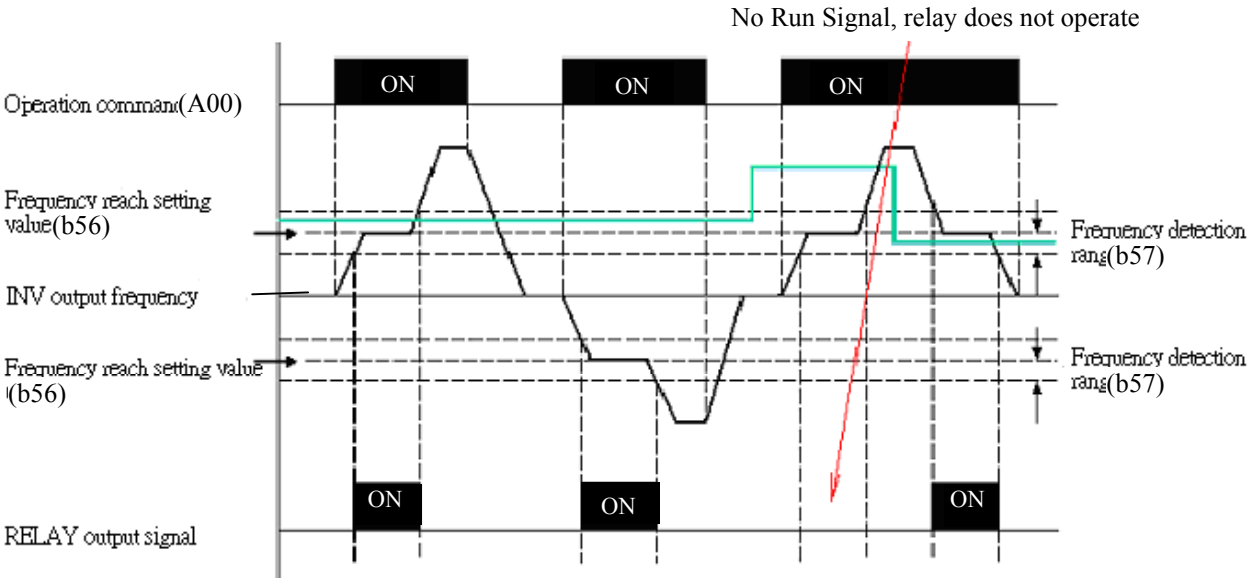 No Run Signal, relay does not operate
ON ON ON
Operation comman(A00)
Frequency reach setting
value(b56)
Frequency detection
rang(b57)
INV output frequency
Frequency reach setting value
(b56)
Frequency detection
rang(b57)
ON ON ON
RELAY output signal